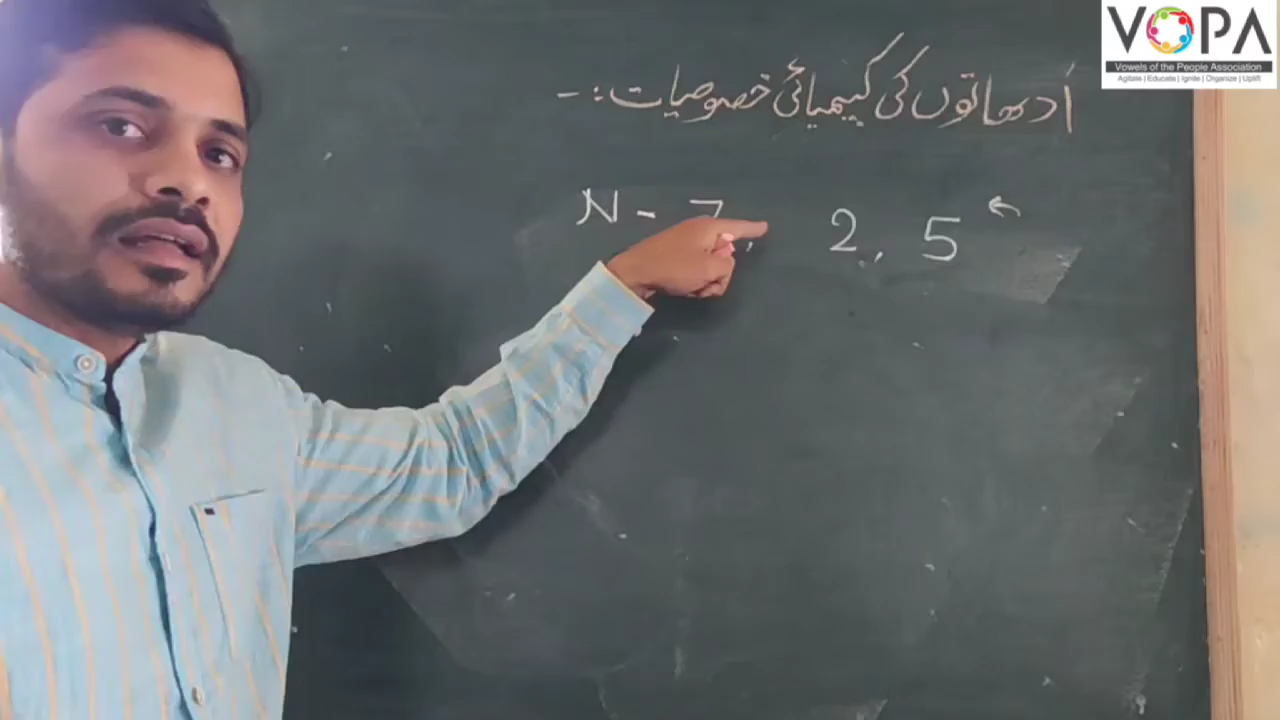 VOPA
Vowels of the People Association
Agitate | Educate | Ignite | Organize | Uplift
اَدھاتوں کی کیمیائی خصوصیات :-
N - 7, 2, 5